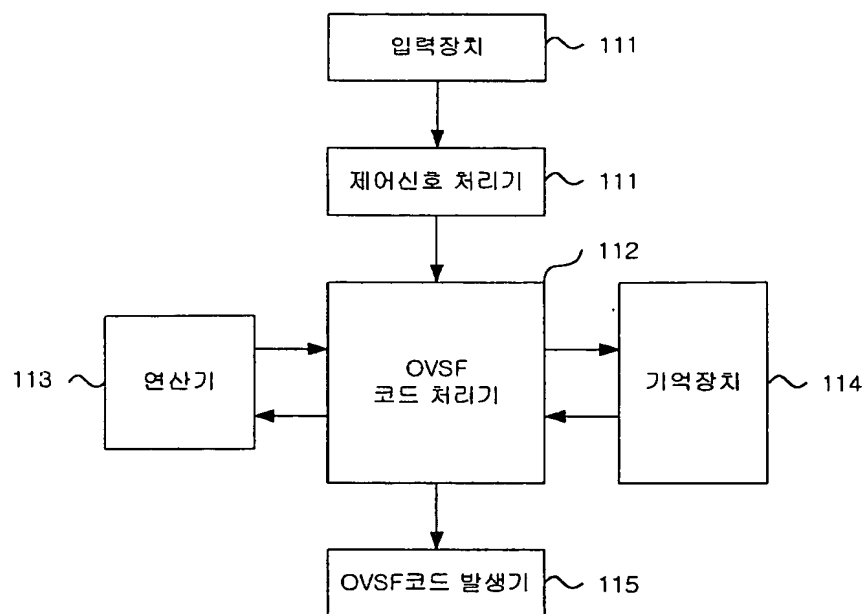 입력장치
111
제어신호 처리기
111
112
113
연산기
OVSF
코드 처리기
기억장치
114
OVSF코드 발생기
115